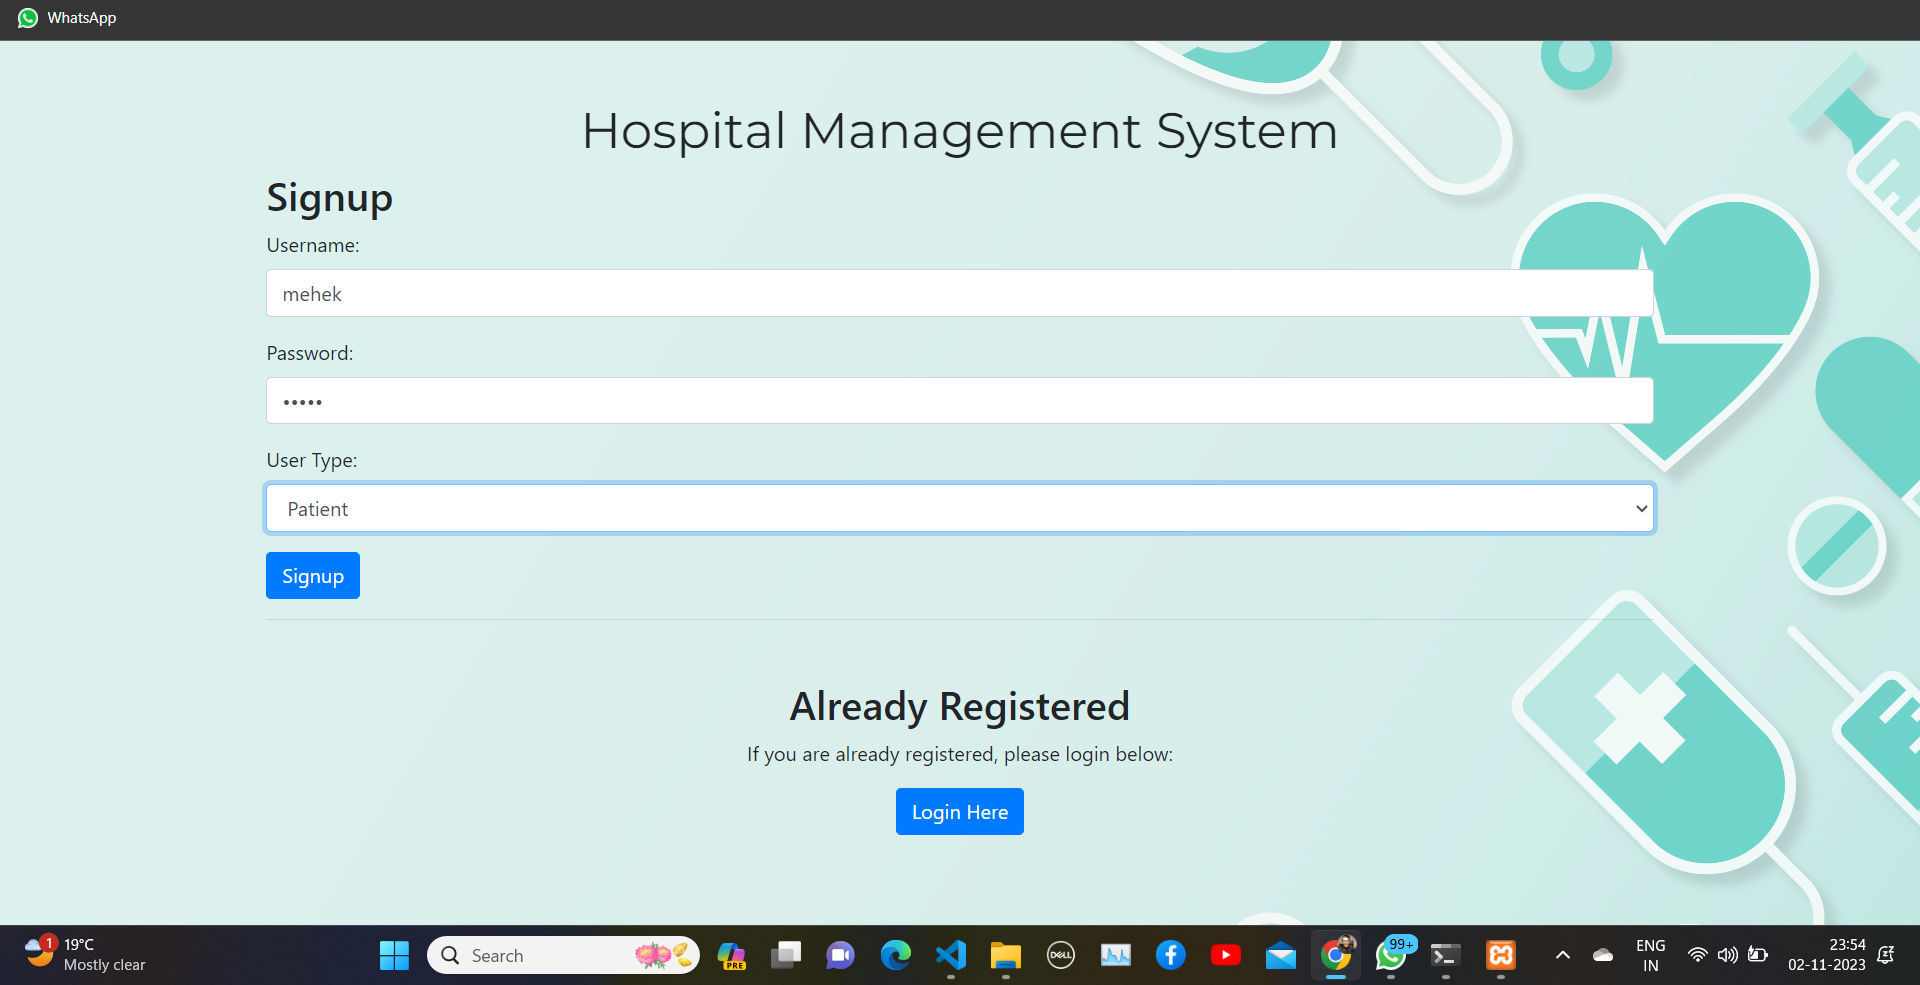 WhatsApp
Hospital Management System
Signup
Username:
mehek
Password:
•••••
User Type:
Patient
Signup
Already Registered
If you are already registered, please login below:
Login Here
1
19°C
Mostly clear
Search
PRE
DELL
99+
ENG
IN
23:54
02-11-2023